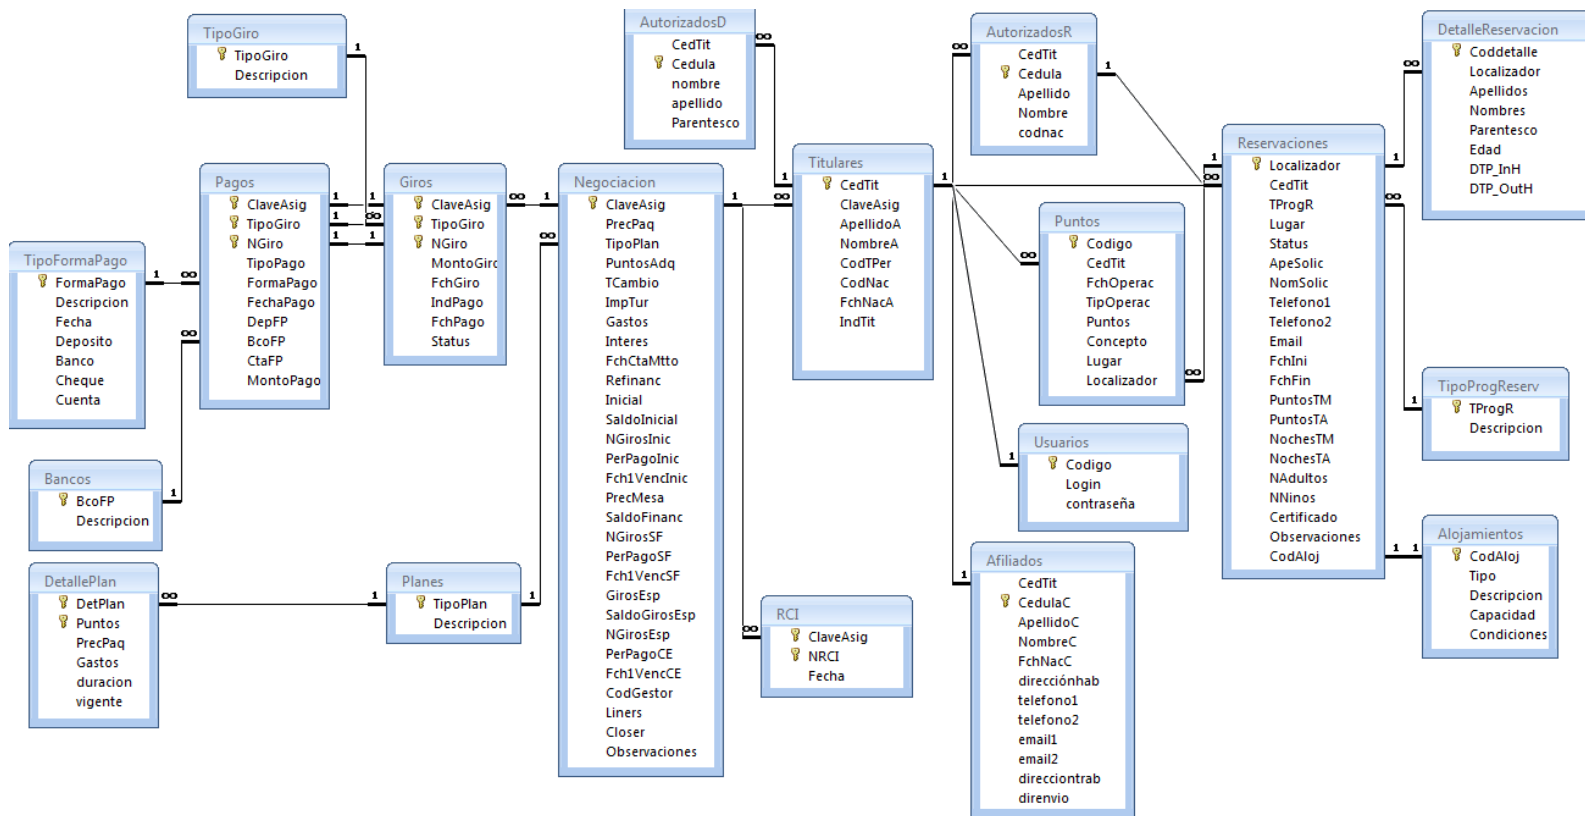 TipoGiro
TipoGiro
Descripcion
AutorizadosD
CedTit
Cedula
nombre
apellido
Parentesco
AutorizadosR
CedTit
Cedula
Apellido
Nombre
codnac
DetalleReservacion
Coddetalle
Localizador
Apellidos
Nombres
Parentesco
Edad
DTP_InH
DTP_OutH
Pagos
ClaveAsig
TipoGiro
NGiro
TipoPago
FormaPago
FechaPago
DepFP
BcoFP
CtaFP
MontoPago
Giros
ClaveAsig
TipoGiro
NGiro
MontoGiro
FchGiro
IndPago
FchPago
Status
Negociacion
ClaveAsig
PrecPaq
TipoPlan
PuntosAdq
TCambio
ImpTur
Gastos
Interes
FchCtaMtto
Refinanc
Inicial
SaldoInicial
NGirosInic
PerPagoInic
Fch1VencInic
PrecMesa
SaldoFinanc
NGirosSF
PerPagoSF
Fch1VencSF
GirosEsp
SaldoGirosEsp
NGirosEsp
PerPagoCE
Fch1VencCE
CodGestor
Liners
Closer
Observaciones
Titulares
CedTit
ClaveAsig
ApellidoA
NombreA
CodTPer
CodNac
FchNacA
IndTit
Reservaciones
Localizador
CedTit
TProgR
Lugar
Status
ApeSolic
NomSolic
Telefono1
Telefono2
Email
FchIni
FchFin
PuntosTM
PuntosTA
NochesTM
NochesTA
NAdultos
NNinos
Certificado
Observaciones
CodAloj
Puntos
Codigo
CedTit
FchOperac
TipOperac
Puntos
Concepto
Lugar
Localizador
TipoFormaPago
FormaPago
Descripcion
Fecha
Deposito
Banco
Cheque
Cuenta
TipoProgReserv
TProgR
Descripcion
Usuarios
Codigo
Login
contraseña
Bancos
BcoFP
Descripcion
Alojamientos
CodAloj
Tipo
Descripcion
Capacidad
Condiciones
DetallePlan
DetPlan
Puntos
PrecPaq
Gastos
duracion
vigente
Planes
TipoPlan
Descripcion
Afiliados
CedTit
CedulaC
ApellidoC
NombreC
FchNacC
direcciónhab
telefono1
telefono2
email1
email2
direcciontrab
direnvio
RCI
ClaveAsig
NRCI
Fecha